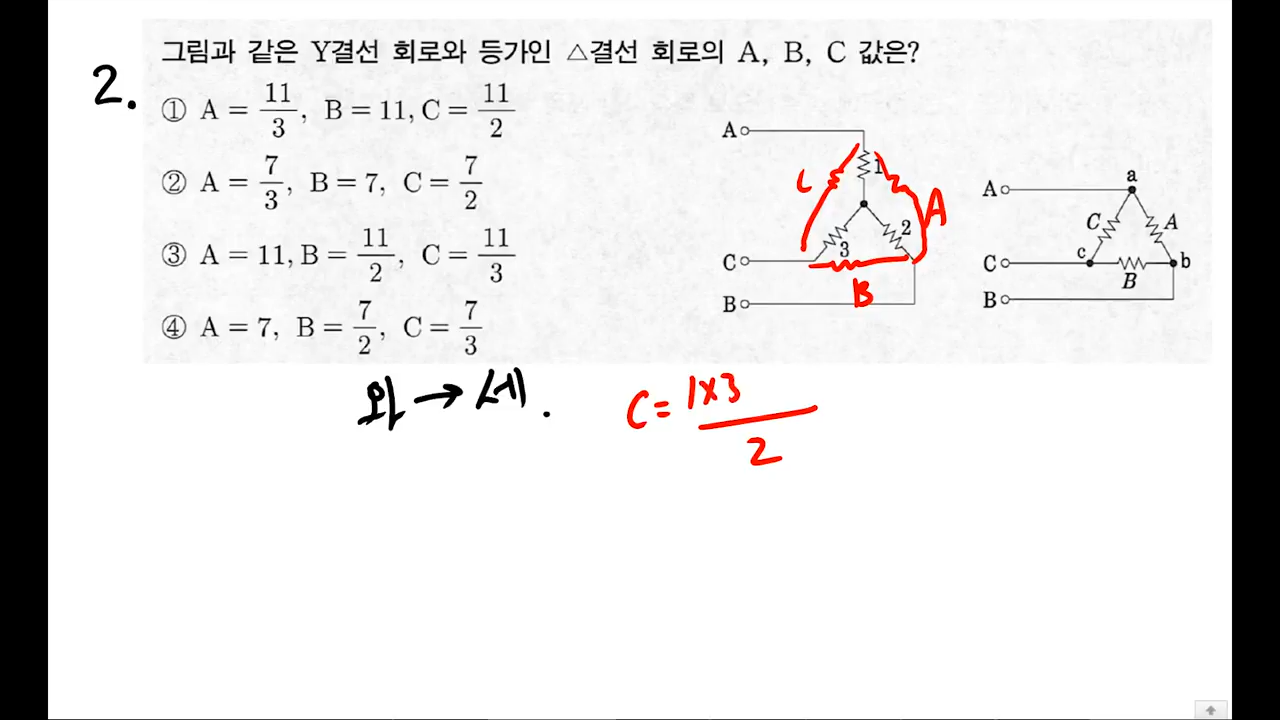 2.
그림과 같은 Y결선 회로와 등가인 △결선 회로의 A, B, C 값은?
① A = 11/3, B = 11, C = 11/2
② A = 7/3, B = 7, C = 7/2
③ A = 11, B = 11/2, C = 11/3
④ A = 7, B = 7/2, C = 7/3
A
1
2
3
C
B
C
A
B
A
a
C
A
C
c
b
B
B
와 → 세.
C = 1×3/2